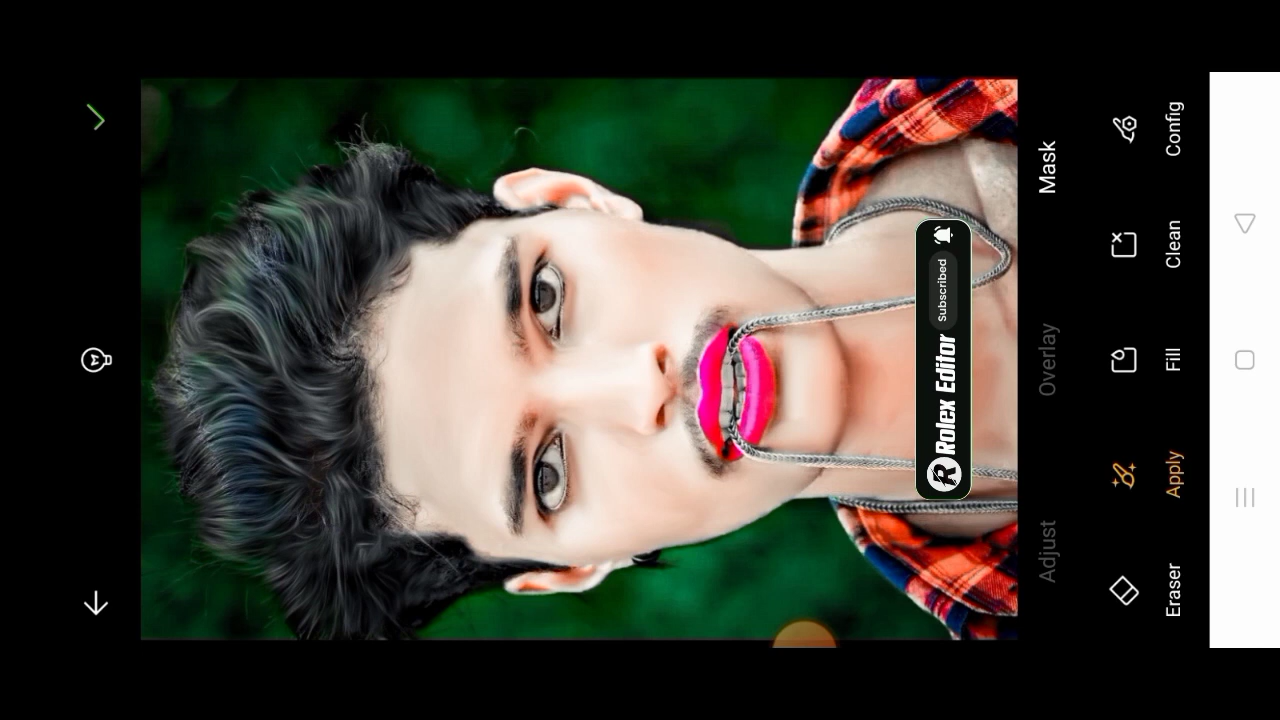 Rolex Editor Subscribed
Adjust Overlay Mask
Eraser Apply Fill Clean Config